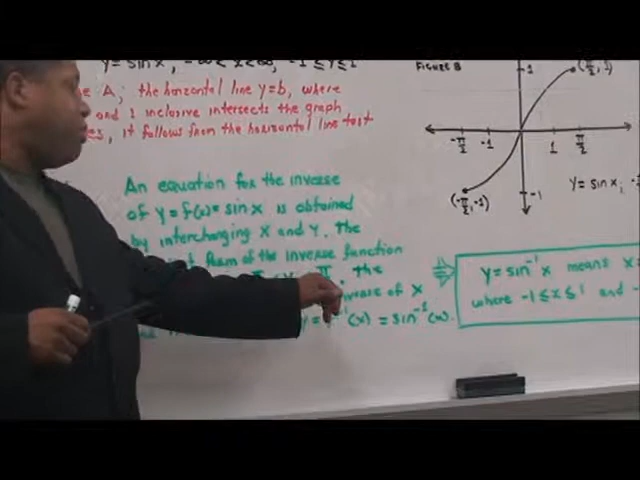 y = sin x, -∞ < x < ∞, -1 ≤ y ≤ 1
A; the horizontal line y=b, where
and 1 inclusive intersects the graph
it follows from the horizontal line test
An equation for the inverse
of y = f(x) = sin x is obtained
by interchanging x and y. The
form of the inverse function
The
inverse of x
(x) = sin⁻¹(x).
FIGURE B
1
(π/2, 1)
-π/2 -1 1 π/2
(-π/2, -1)
-1
y = sin x,
⇒ y = sin⁻¹ x means x
where -1 ≤ x ≤ 1 and